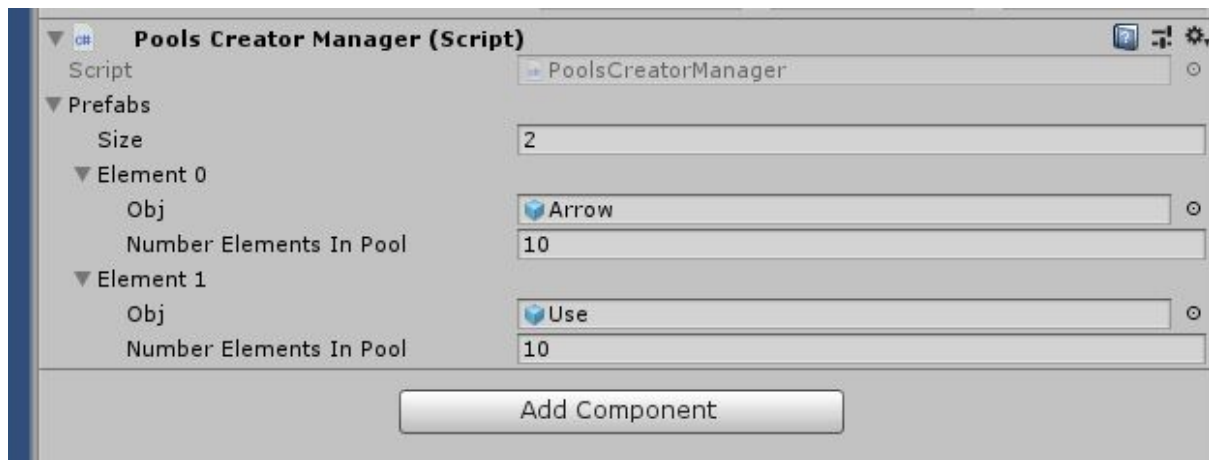 Pools Creator Manager (Script)
Script PoolsCreatorManager
Prefabs
Size 2
Element 0
Obj Arrow
Number Elements In Pool 10
Element 1
Obj Use
Number Elements In Pool 10
Add Component